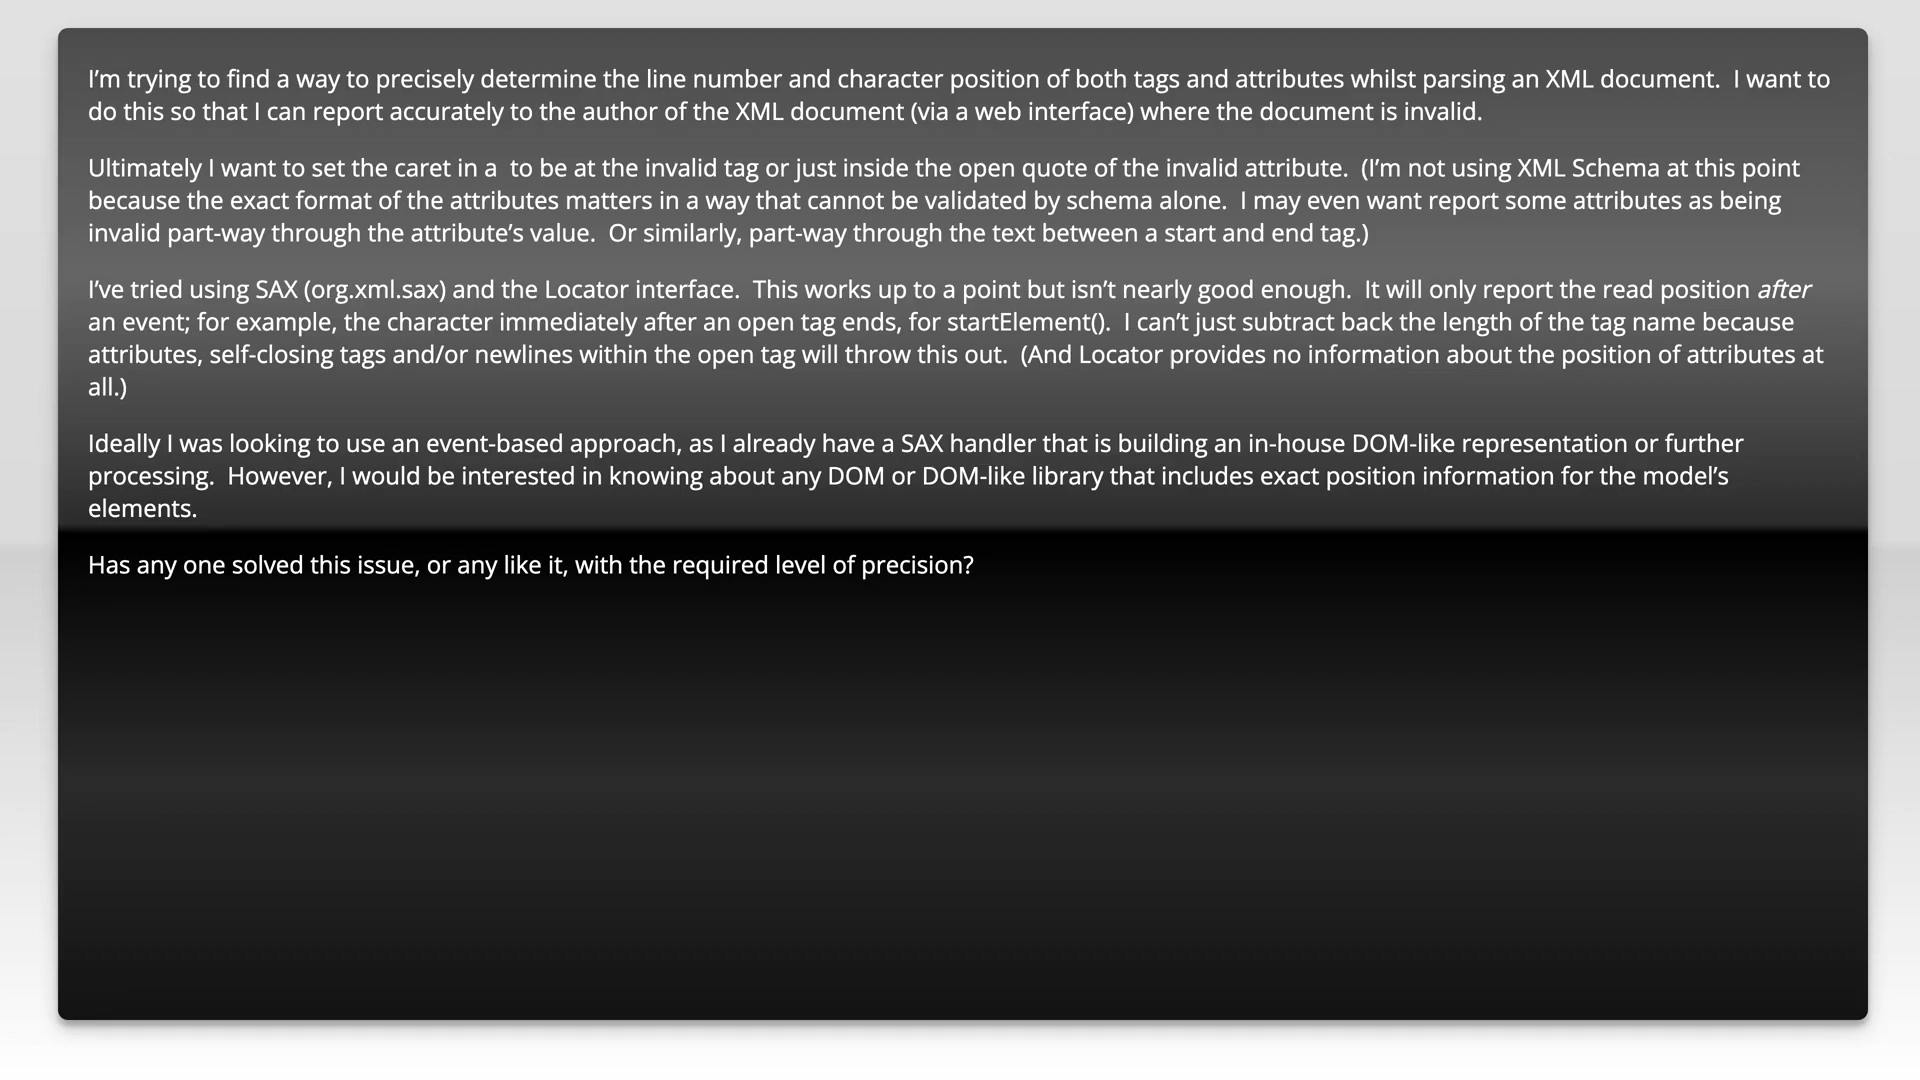 I’m trying to find a way to precisely determine the line number and character position of both tags and attributes whilst parsing an XML document.  I want to
do this so that I can report accurately to the author of the XML document (via a web interface) where the document is invalid.
Ultimately I want to set the caret in a  to be at the invalid tag or just inside the open quote of the invalid attribute.  (I’m not using XML Schema at this point
because the exact format of the attributes matters in a way that cannot be validated by schema alone.  I may even want report some attributes as being
invalid part-way through the attribute’s value.  Or similarly, part-way through the text between a start and end tag.)
I’ve tried using SAX (org.xml.sax) and the Locator interface.  This works up to a point but isn’t nearly good enough.  It will only report the read position after
an event; for example, the character immediately after an open tag ends, for startElement().  I can’t just subtract back the length of the tag name because
attributes, self-closing tags and/or newlines within the open tag will throw this out.  (And Locator provides no information about the position of attributes at
all.)
Ideally I was looking to use an event-based approach, as I already have a SAX handler that is building an in-house DOM-like representation or further
processing.  However, I would be interested in knowing about any DOM or DOM-like library that includes exact position information for the model’s
elements.
Has any one solved this issue, or any like it, with the required level of precision?